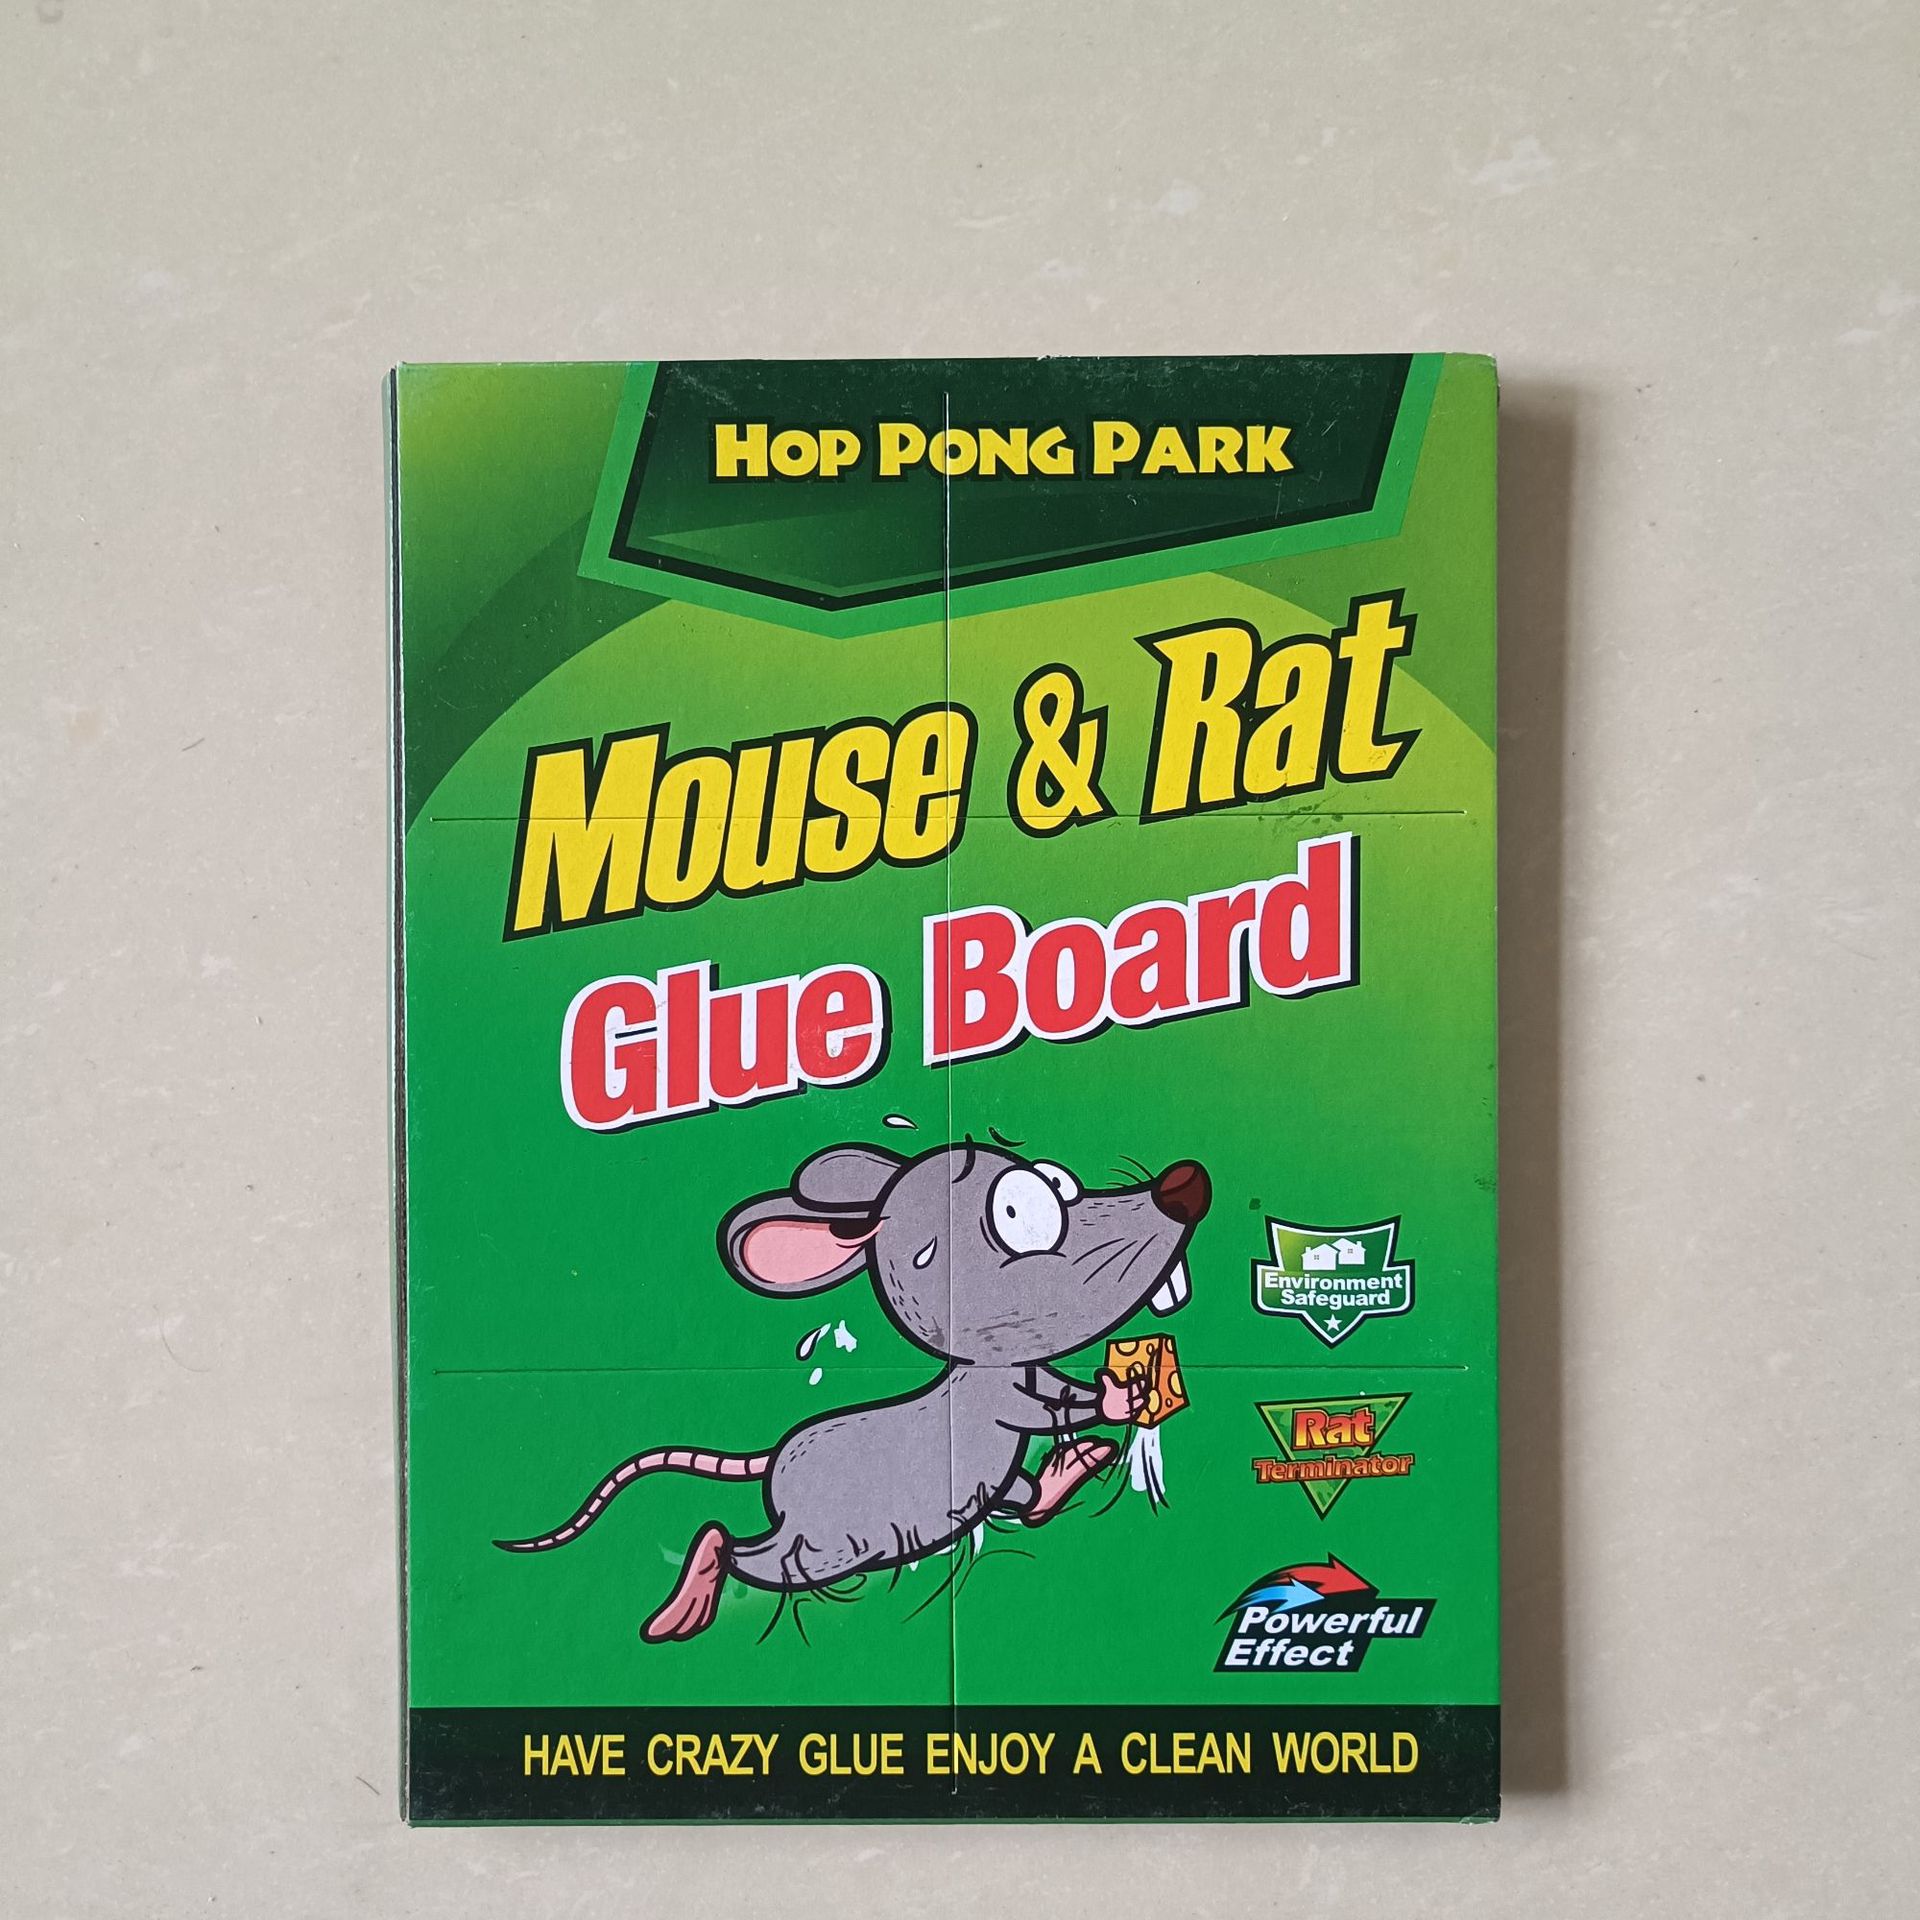 HOP PONG PARK
Mouse & Rat
Glue Board
Environment
Safeguard
Rat
Terminator
Powerful
Effect
HAVE CRAZY GLUE ENJOY A CLEAN WORLD